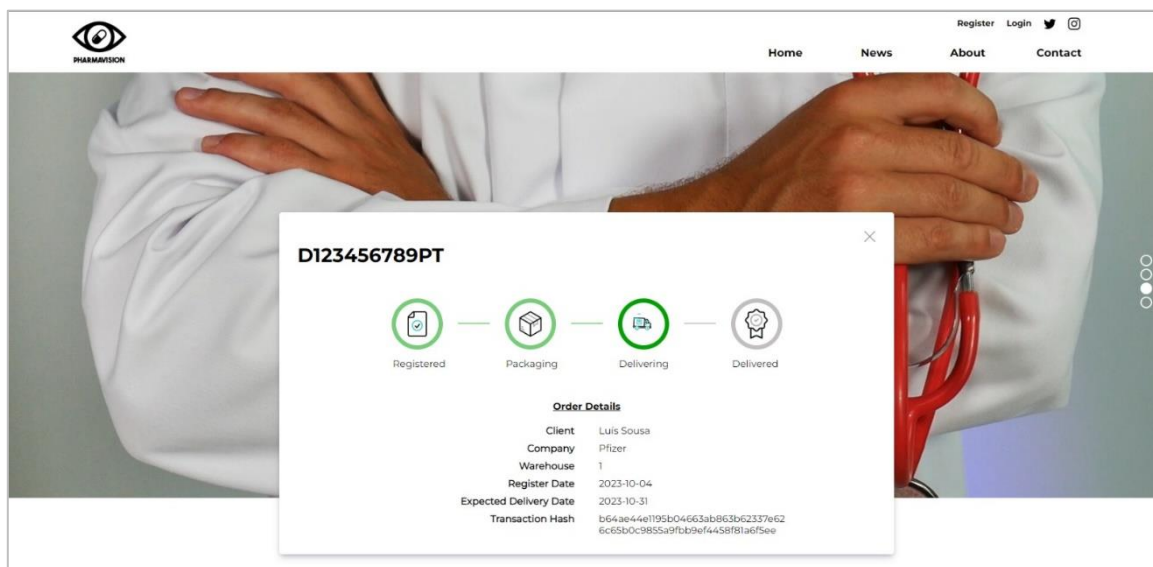 Register Login
PHARMAVISION
Home News About Contact
D123456789PT
Registered Packaging Delivering Delivered
Order Details
Client Luís Sousa
Company Pfizer
Warehouse 1
Register Date 2023-10-04
Expected Delivery Date 2023-10-31
Transaction Hash b64ae44e1195b04663ab863b62337e62
6c65b0c9855a9fbb9ef4458f81a6f5ee